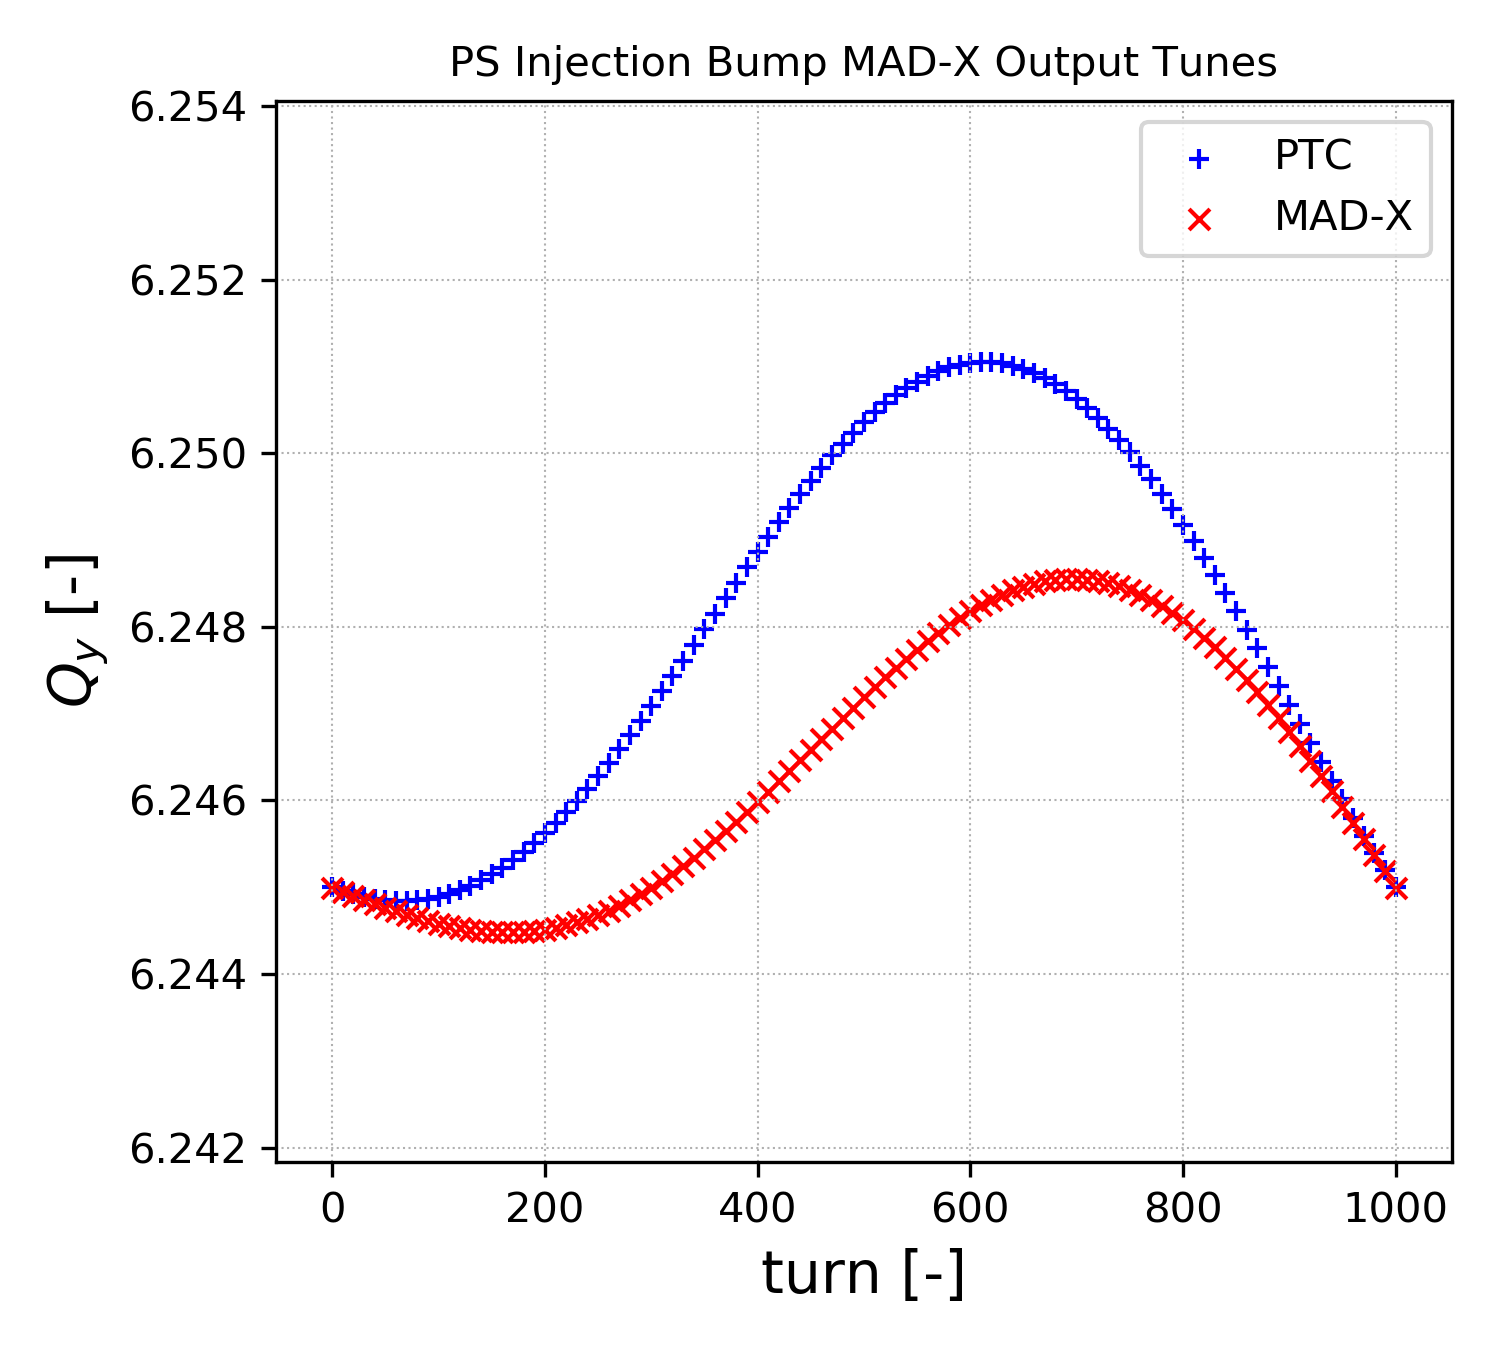 PS Injection Bump MAD-X Output Tunes
6.254
6.252
6.250
6.248
6.246
6.244
6.242
Qy [-]
PTC
MAD-X
0 200 400 600 800 1000
turn [-]